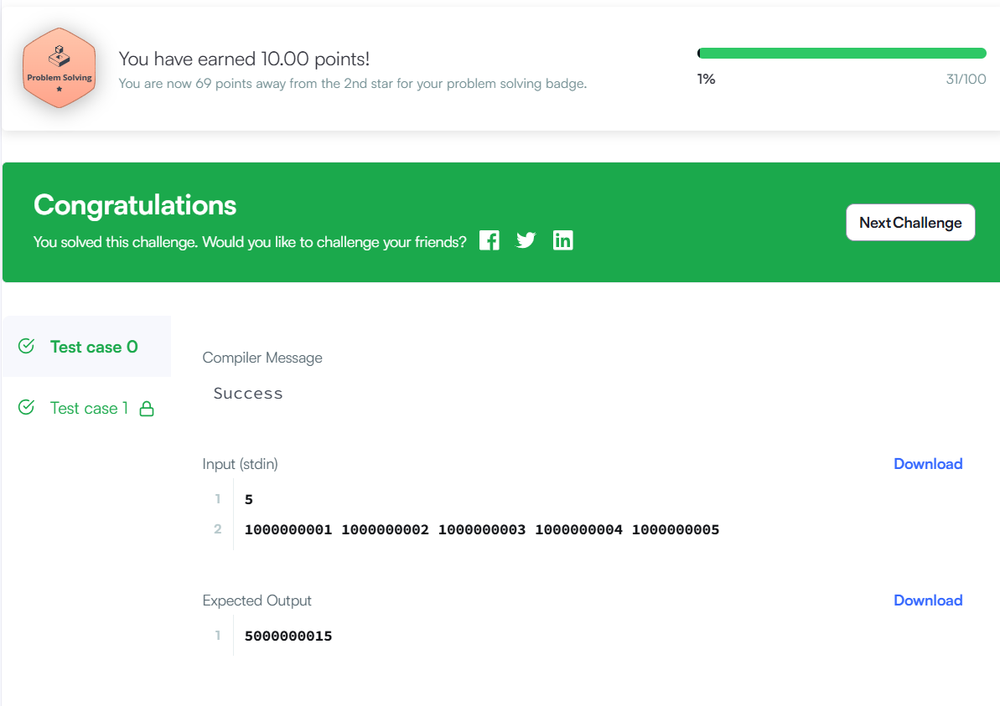 Problem Solving
You have earned 10.00 points!
You are now 69 points away from the 2nd star for your problem solving badge.
1%
31/100
Congratulations
You solved this challenge. Would you like to challenge your friends?
Next Challenge
Test case 0
Test case 1
Compiler Message
Success
Input (stdin)
Download
1 5
2 1000000001 1000000002 1000000003 1000000004 1000000005
Expected Output
Download
1 5000000015